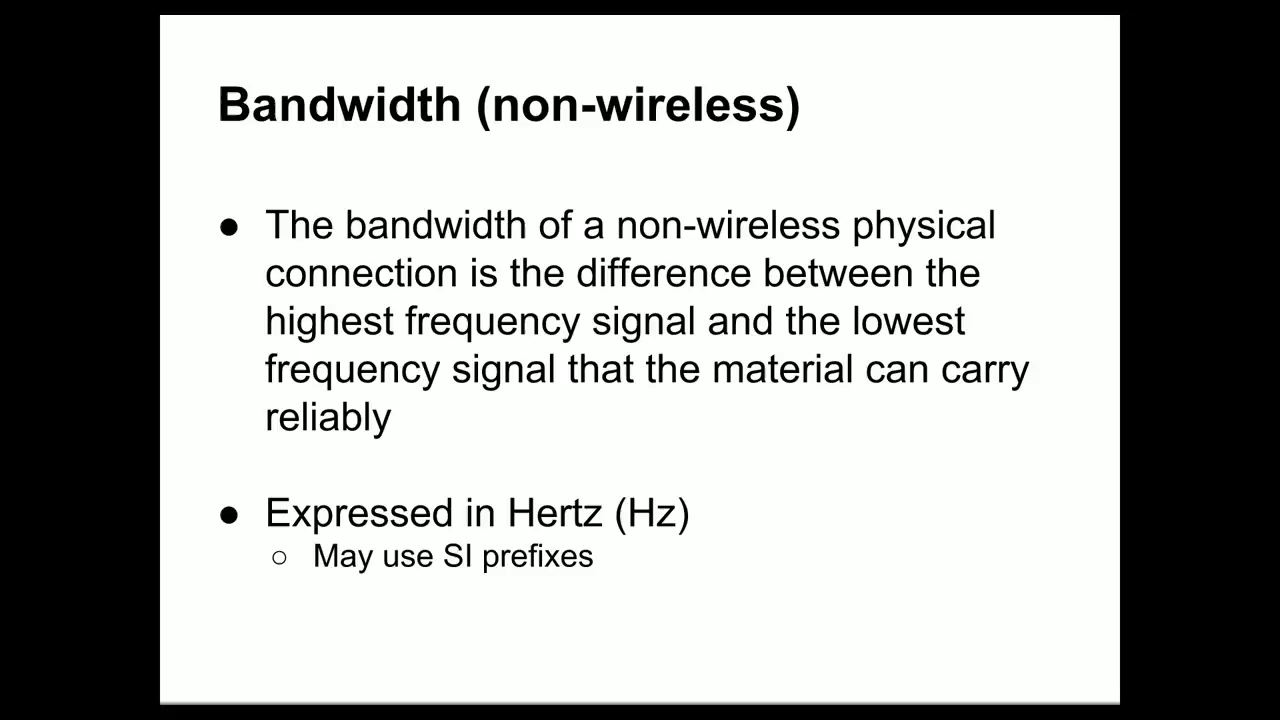 Bandwidth (non-wireless)
● The bandwidth of a non-wireless physical
connection is the difference between the
highest frequency signal and the lowest
frequency signal that the material can carry
reliably
● Expressed in Hertz (Hz)
○ May use SI prefixes